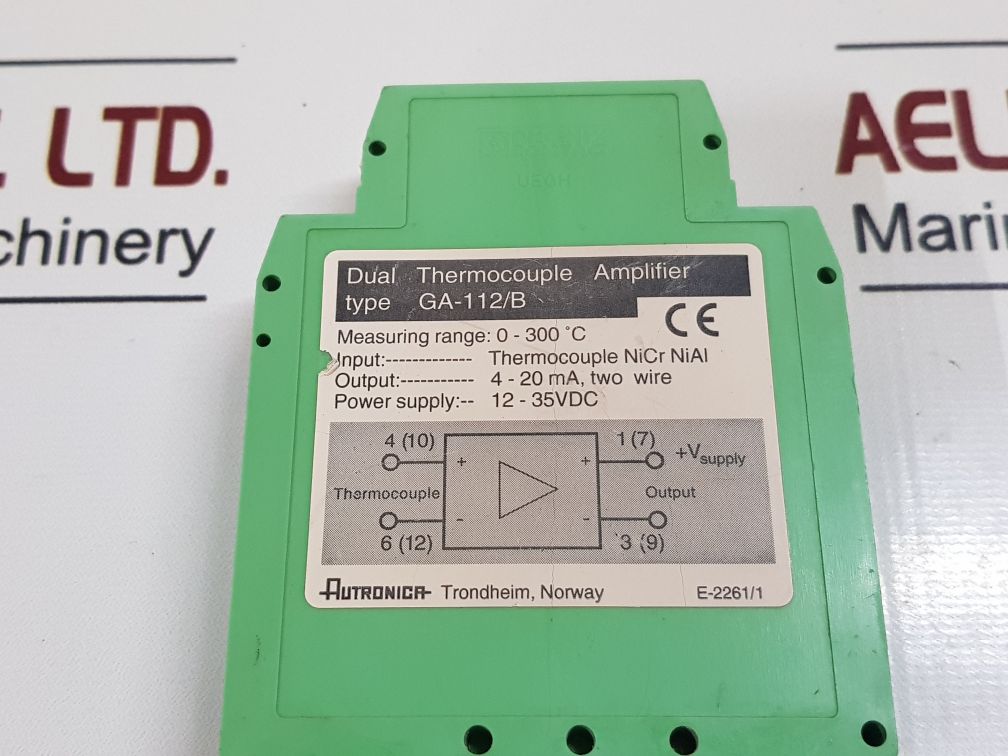 L LTD.
chinery
AEL
Marin
UEGH
Dual Thermocouple Amplifier
type GA-112/B
CE
Measuring range: 0 - 300 °C
Input:------------- Thermocouple NiCr NiAl
Output:----------- 4 - 20 mA, two wire
Power supply:-- 12 - 35VDC
4 (10) 1 (7) +Vsupply
+ +
Thermocouple Output
- -
6 (12) 3 (9)
AUTRONICA Trondheim, Norway E-2261/1